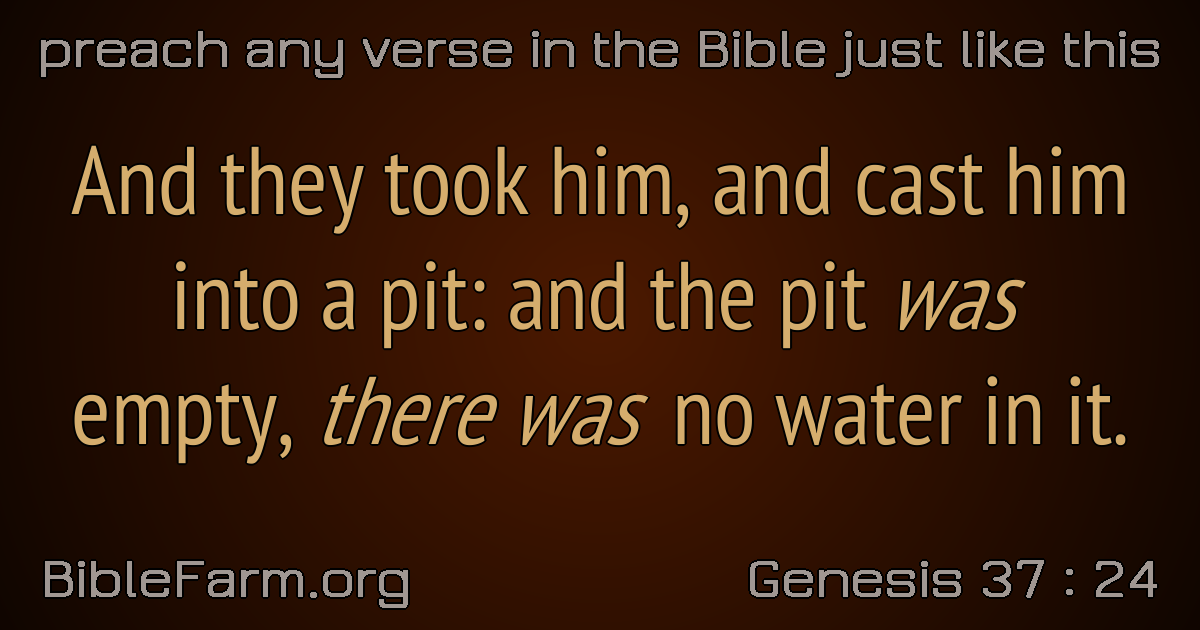 preach any verse in the Bible just like this
And they took him, and cast him
into a pit: and the pit was
empty, there was no water in it.
BibleFarm.org
Genesis 37 : 24